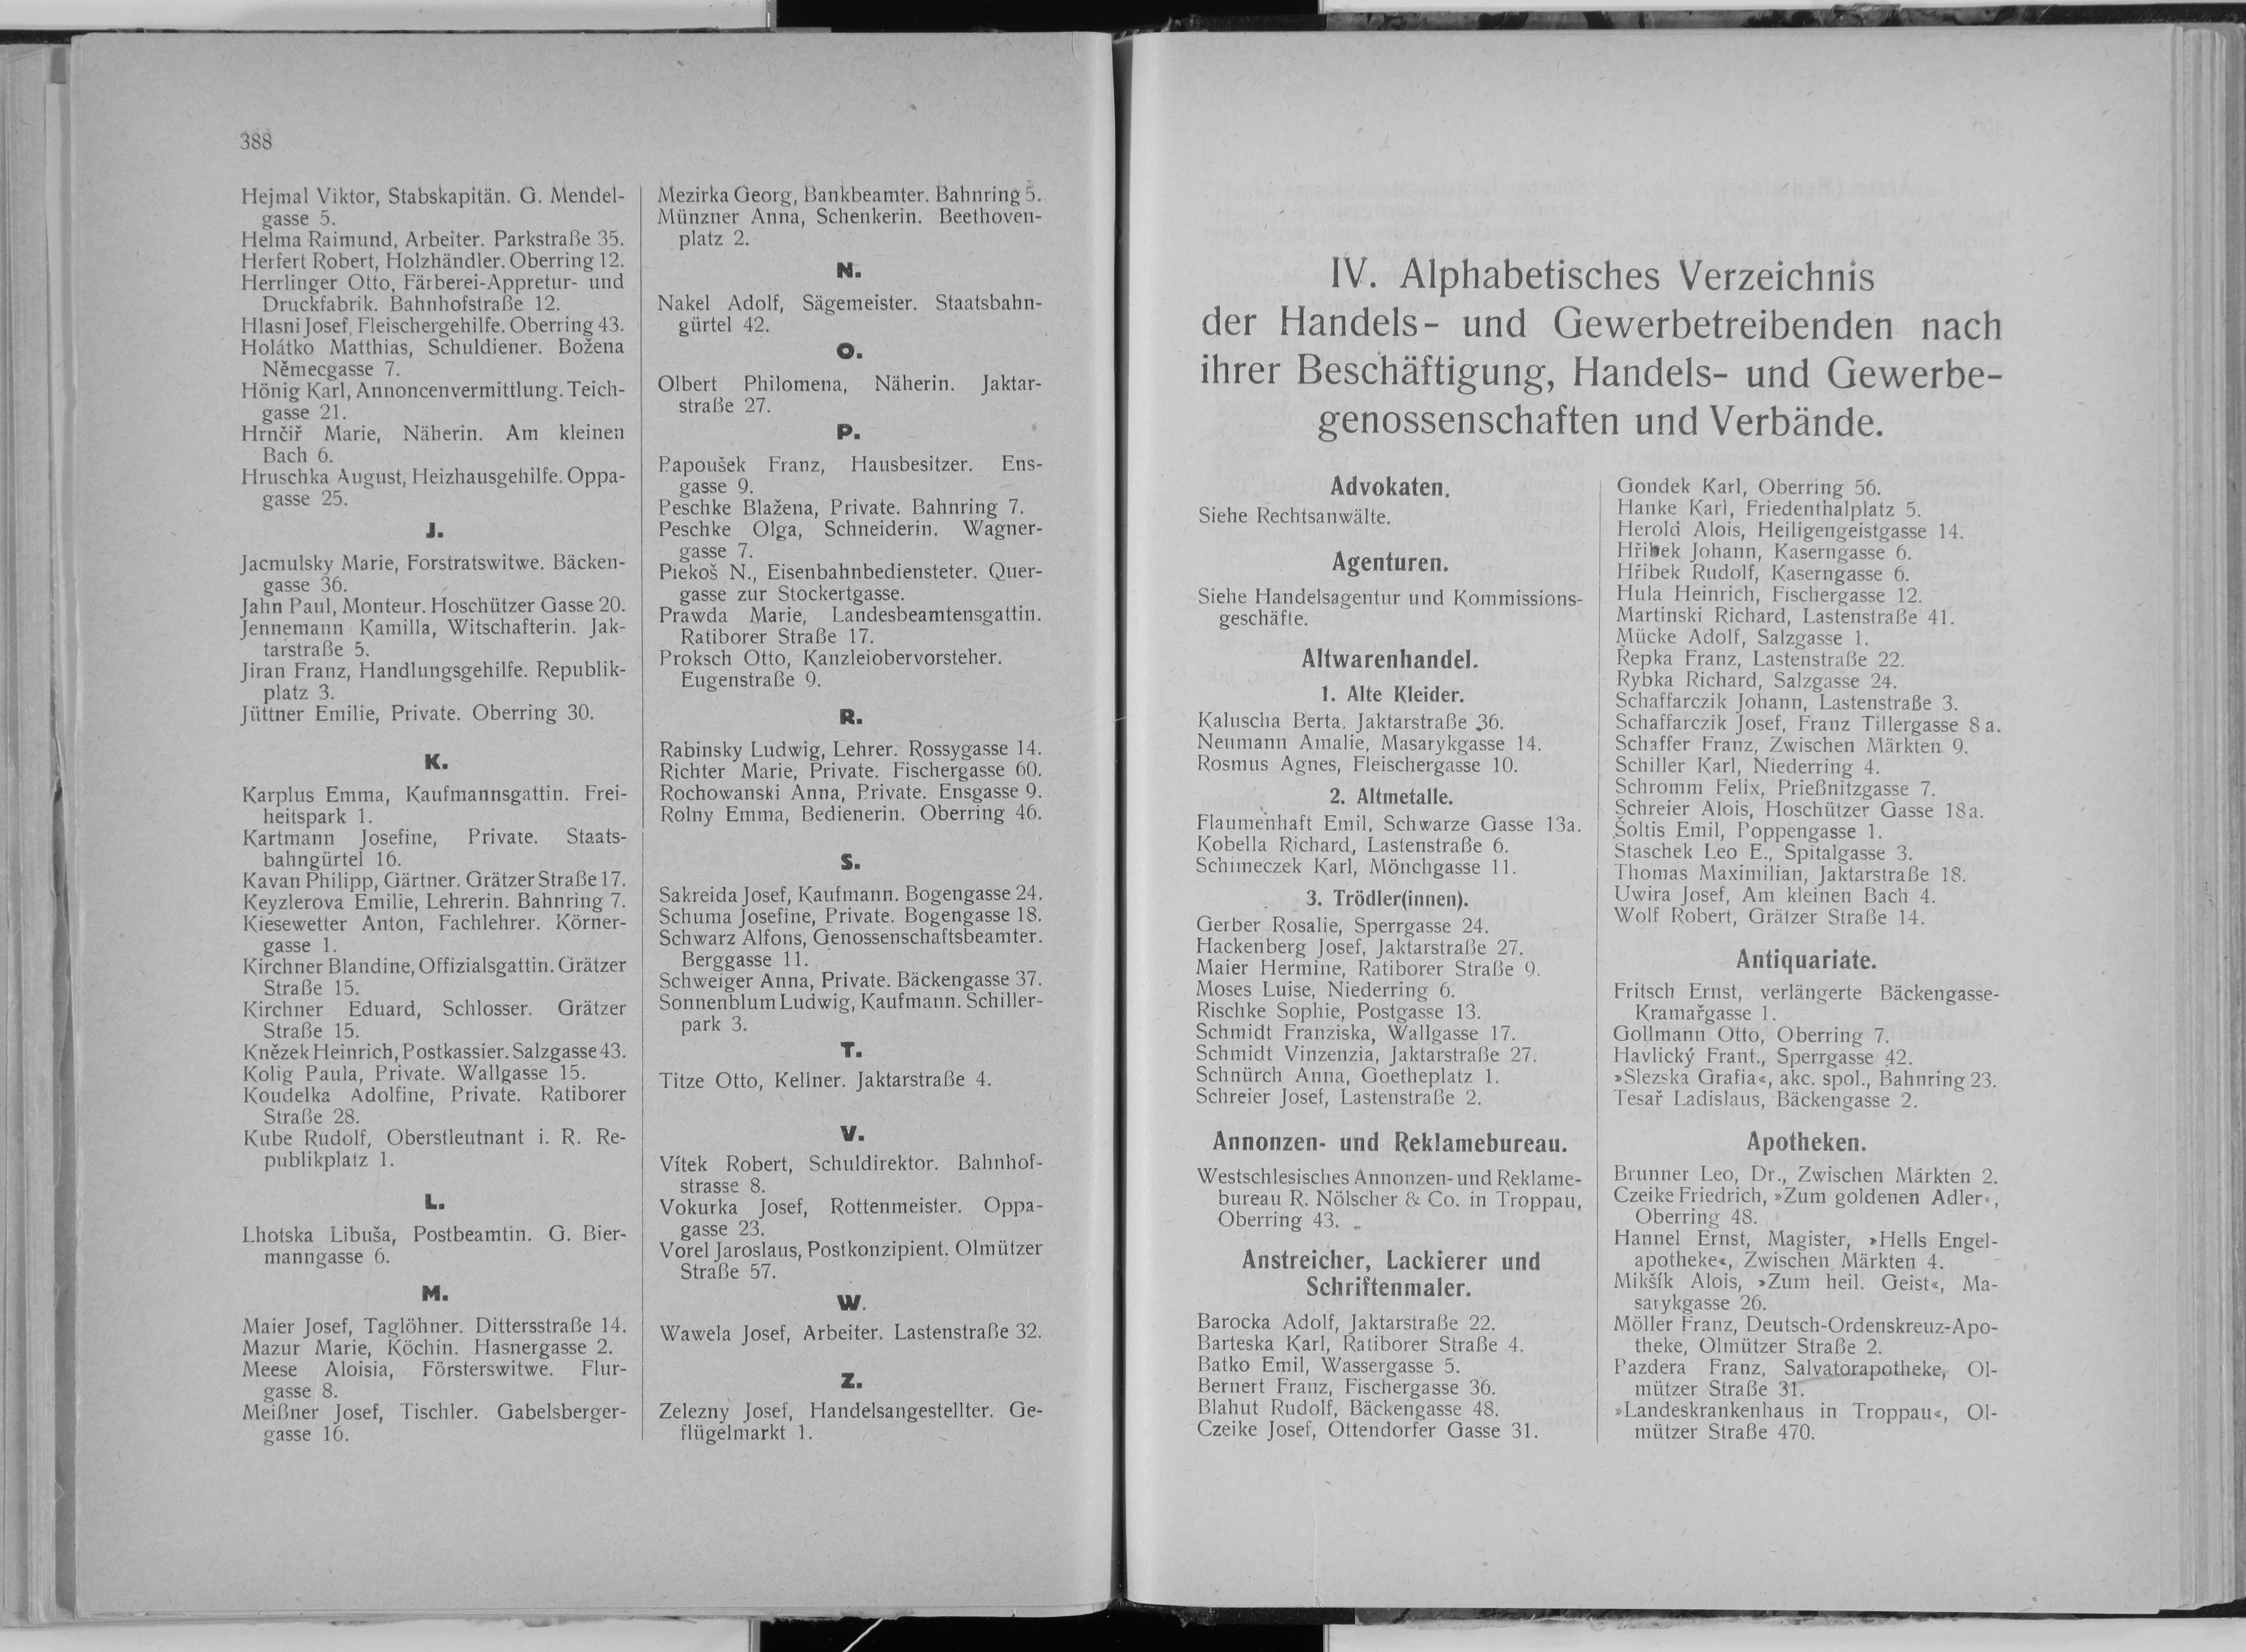 388
Hejmal Viktor, Stabskapitän. G. Mendel-
gasse 5.
Helma Raimund, Arbeiter. Parkstraße 35.
Herfert Robert, Holzhändler. Oberring 12.
Herrlinger Otto, Färberei-Appretur- und
Druckfabrik. Bahnhofstraße 12.
Hlasni Josef, Fleischergehilfe. Oberring 43.
Holátko Matthias, Schuldiener. Božena
Němecgasse 7.
Hönig Karl, Annoncenvermittlung. Teich-
gasse 21.
Hrnčiř Marie, Näherin. Am kleinen
Bach 6.
Hruschka August, Heizhausgehilfe. Oppa-
gasse 25.
J.
Jacmulsky Marie, Forstratswitwe. Bäcken-
gasse 36.
Jahn Paul, Monteur. Hoschützer Gasse 20.
Jennemann Kamilla, Witschafterin. Jak-
tarstraße 5.
Jiran Franz, Handlungsgehilfe. Republik-
platz 3.
Jüttner Emilie, Private. Oberring 30.
K.
Karplus Emma, Kaufmannsgattin. Frei-
heitspark 1.
Kartmann Josefine, Private. Staats-
bahngürtel 16.
Kavan Philipp, Gärtner. Grätzer Straße 17.
Keyzlerova Emilie, Lehrerin. Bahnring 7.
Kiesewetter Anton, Fachlehrer. Körner-
gasse 1.
Kirchner Blandine, Offizialsgattin. Grätzer
Straße 15.
Kirchner Eduard, Schlosser. Grätzer
Straße 15.
Knězek Heinrich, Postkassier. Salzgasse 43.
Kolig Paula, Private. Wallgasse 15.
Koudelka Adolfine, Private. Ratiborer
Straße 28.
Kube Rudolf, Oberstleutnant i. R. Re-
publikplatz 1.
L.
Lhotska Libuša, Postbeamtin. G. Bier-
manngasse 6.
M.
Maier Josef, Taglöhner. Dittersstraße 14.
Mazur Marie, Köchin. Hasnergasse 2.
Meese Aloisia, Försterswitwe. Flur-
gasse 8.
Meißner Josef, Tischler. Gabelsberger-
gasse 16.
Mezirka Georg, Bankbeamter. Bahnring 5.
Münzner Anna, Schenkerin. Beethoven-
platz 2.
N.
Nakel Adolf, Sägemeister. Staatsbahn-
gürtel 42.
O.
Olbert Philomena, Näherin. Jaktar-
straße 27.
P.
Papoušek Franz, Hausbesitzer. Ens-
gasse 9.
Peschke Blažena, Private. Bahnring 7.
Peschke Olga, Schneiderin. Wagner-
gasse 7.
Piekoš N., Eisenbahnbediensteter. Quer-
gasse zur Stockertgasse.
Prawda Marie, Landesbeamtensgattin.
Ratiborer Straße 17.
Proksch Otto, Kanzleiobervorsteher.
Eugenstraße 9.
R.
Rabinsky Ludwig, Lehrer. Rossygasse 14.
Richter Marie, Private. Fischergasse 60.
Rochowanski Anna, Private. Ensgasse 9.
Rolny Emma, Bedienerin. Oberring 46.
S.
Sakreida Josef, Kaufmann. Bogengasse 24.
Schuma Josefine, Private. Bogengasse 18.
Schwarz Alfons, Genossenschaftsbeamter.
Berggasse 11.
Schweiger Anna, Private. Bäckengasse 37.
Sonnenblum Ludwig, Kaufmann. Schiller-
park 3.
T.
Titze Otto, Kellner. Jaktarstraße 4.
V.
Vítek Robert, Schuldirektor. Bahnhof-
strasse 8.
Vokurka Josef, Rottenmeister. Oppa-
gasse 23.
Vorel Jaroslaus, Postkonzipient. Olmützer
Straße 57.
W.
Wawela Josef, Arbeiter. Lastenstraße 32.
Z.
Zelezny Josef, Handelsangestellter. Ge-
flügelmarkt 1.
IV. Alphabetisches Verzeichnis
der Handels- und Gewerbetreibenden nach
ihrer Beschäftigung, Handels- und Gewerbe-
genossenschaften und Verbände.
Advokaten.
Siehe Rechtsanwälte.
Agenturen.
Siehe Handelsagentur und Kommissions-
geschäfte.
Altwarenhandel.
1. Alte Kleider.
Kaluscha Berta, Jaktarstraße 36.
Neumann Amalie, Masarykgasse 14.
Rosmus Agnes, Fleischergasse 10.
2. Altmetalle.
Flaumenhaft Emil, Schwarze Gasse 13a.
Kobella Richard, Lastenstraße 6.
Schimeczek Karl, Mönchgasse 11.
3. Trödler(innen).
Gerber Rosalie, Sperrgasse 24.
Hackenberg Josef, Jaktarstraße 27.
Maier Hermine, Ratiborer Straße 9.
Moses Luise, Niederring 6.
Rischke Sophie, Postgasse 13.
Schmidt Franziska, Wallgasse 17.
Schmidt Vinzenzia, Jaktarstraße 27.
Schnürch Anna, Goetheplatz 1.
Schreier Josef, Lastenstraße 2.
Annonzen- und Reklamebureau.
Westschlesisches Annonzen- und Reklame-
bureau R. Nölscher & Co. in Troppau,
Oberring 43.
Anstreicher, Lackierer und
Schriftenmaler.
Barocka Adolf, Jaktarstraße 22.
Barteska Karl, Ratiborer Straße 4.
Batko Emil, Wassergasse 5.
Bernert Franz, Fischergasse 36.
Blahut Rudolf, Bäckengasse 48.
Czeike Josef, Ottendorfer Gasse 31.
Gondek Karl, Oberring 56.
Hanke Karl, Friedenthalplatz 5.
Herold Alois, Heiligengeistgasse 14.
Hřibek Johann, Kaserngasse 6.
Hřibek Rudolf, Kaserngasse 6.
Hula Heinrich, Fischergasse 12.
Martinski Richard, Lastenstraße 41.
Mücke Adolf, Salzgasse 1.
Řepka Franz, Lastenstraße 22.
Rybka Richard, Salzgasse 24.
Schaffarczik Johann, Lastenstraße 3.
Schaffarczik Josef, Franz Tillergasse 8 a.
Schaffer Franz, Zwischen Märkten 9.
Schiller Karl, Niederring 4.
Schromm Felix, Prießnitzgasse 7.
Schreier Alois, Hoschützer Gasse 18a.
Šoltis Emil, Poppengasse 1.
Staschek Leo E., Spitalgasse 3.
Thomas Maximilian, Jaktarstraße 18.
Uwira Josef, Am kleinen Bach 4.
Wolf Robert, Grätzer Straße 14.
Antiquariate.
Fritsch Ernst, verlängerte Bäckengasse-
Kramařgasse 1.
Gollmann Otto, Oberring 7.
Havlický Frant., Sperrgasse 42.
»Slezska Grafia«, akc. spol., Bahnring 23.
Tesař Ladislaus, Bäckengasse 2.
Apotheken.
Brunner Leo, Dr., Zwischen Märkten 2.
Czeike Friedrich, »Zum goldenen Adler«,
Oberring 48.
Hannel Ernst, Magister, »Hells Engel-
apotheke«, Zwischen Märkten 4.
Mikšík Alois, »Zum heil. Geist«, Ma-
sarykgasse 26.
Möller Franz, Deutsch-Ordenskreuz-Apo-
theke, Olmützer Straße 2.
Pazdera Franz, Salvatorapotheke, Ol-
mützer Straße 31.
»Landeskrankenhaus in Troppau«, Ol-
mützer Straße 470.